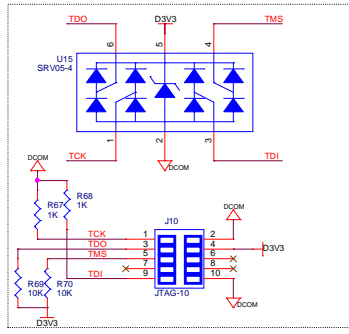 TDO D3V3 TMS
6 5 4
U15
SRV05-4
1 2 3
TCK TDI
DCOM
DCOM
R68
1K
R67
1K
DCOM
J10
TCK 1 2
TDO 3 4 D3V3
TMS 5 6
7 8
TDI 9 10
R69 R70
10K 10K
JTAG-10
DCOM
D3V3